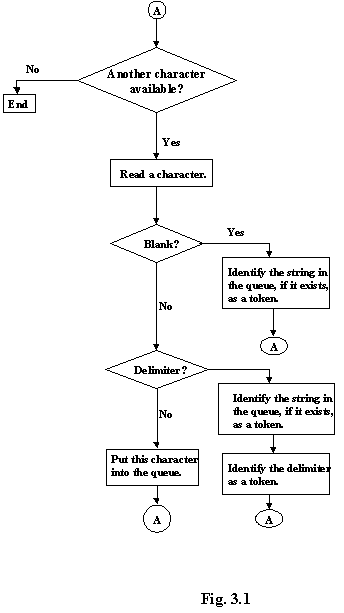 A
Another character
available?
No
End
Yes
Read a character.
Blank?
Yes
Identify the string in
the queue, if it exists,
as a token.
A
No
Delimiter?
Identify the string in
the queue, if it exists,
as a token.
No
Put this character
into the queue.
Identify the delimiter
as a token.
A
A
Fig. 3.1